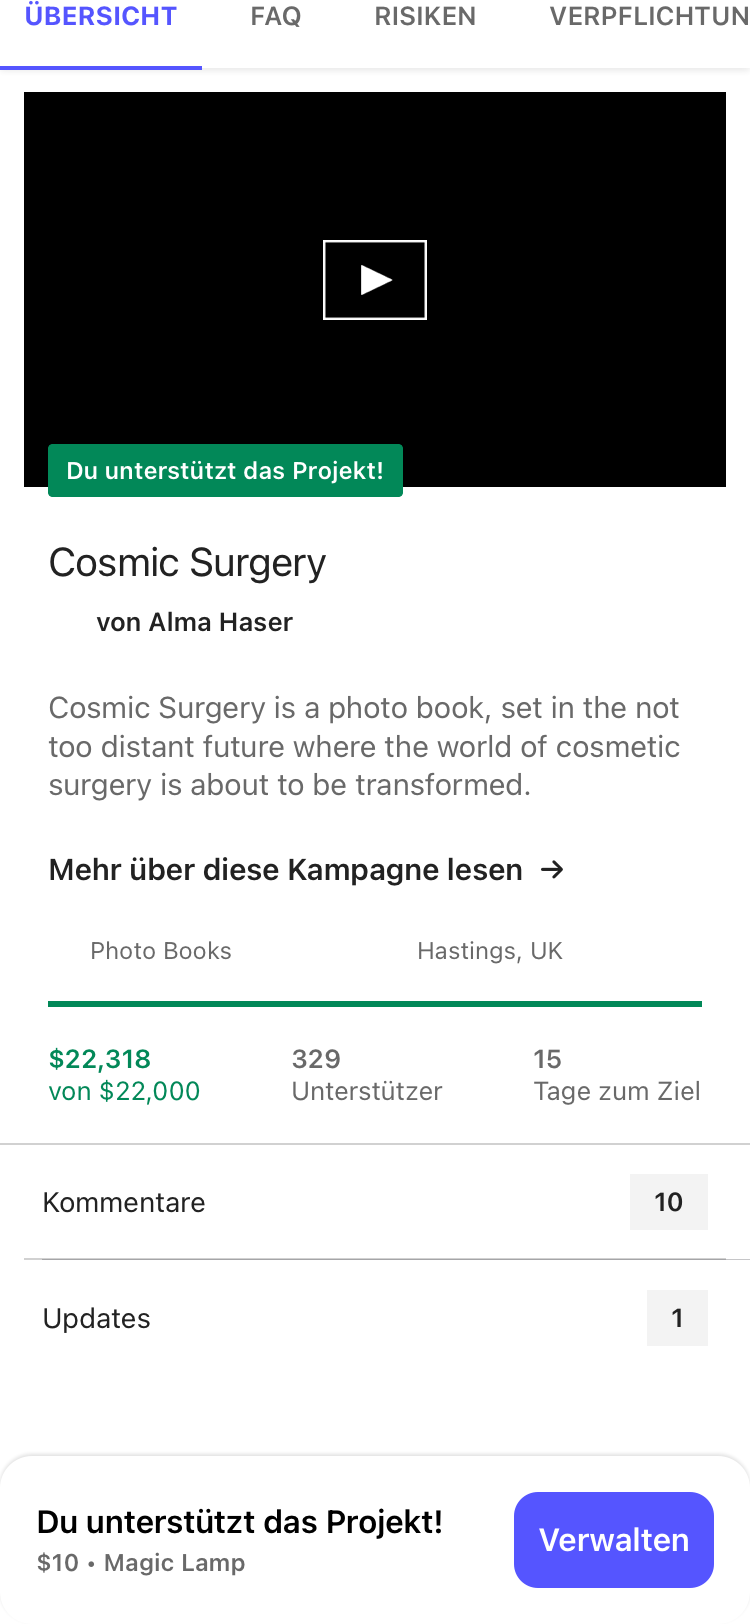 ÜBERSICHT FAQ RISIKEN VERPFLICHTUN
Du unterstützt das Projekt!
Cosmic Surgery
von Alma Haser
Cosmic Surgery is a photo book, set in the not
too distant future where the world of cosmetic
surgery is about to be transformed.
Mehr über diese Kampagne lesen →
Photo Books Hastings, UK
$22,318 329 15
von $22,000 Unterstützer Tage zum Ziel
Kommentare 10
Updates 1
Du unterstützt das Projekt!
$10 • Magic Lamp
Verwalten